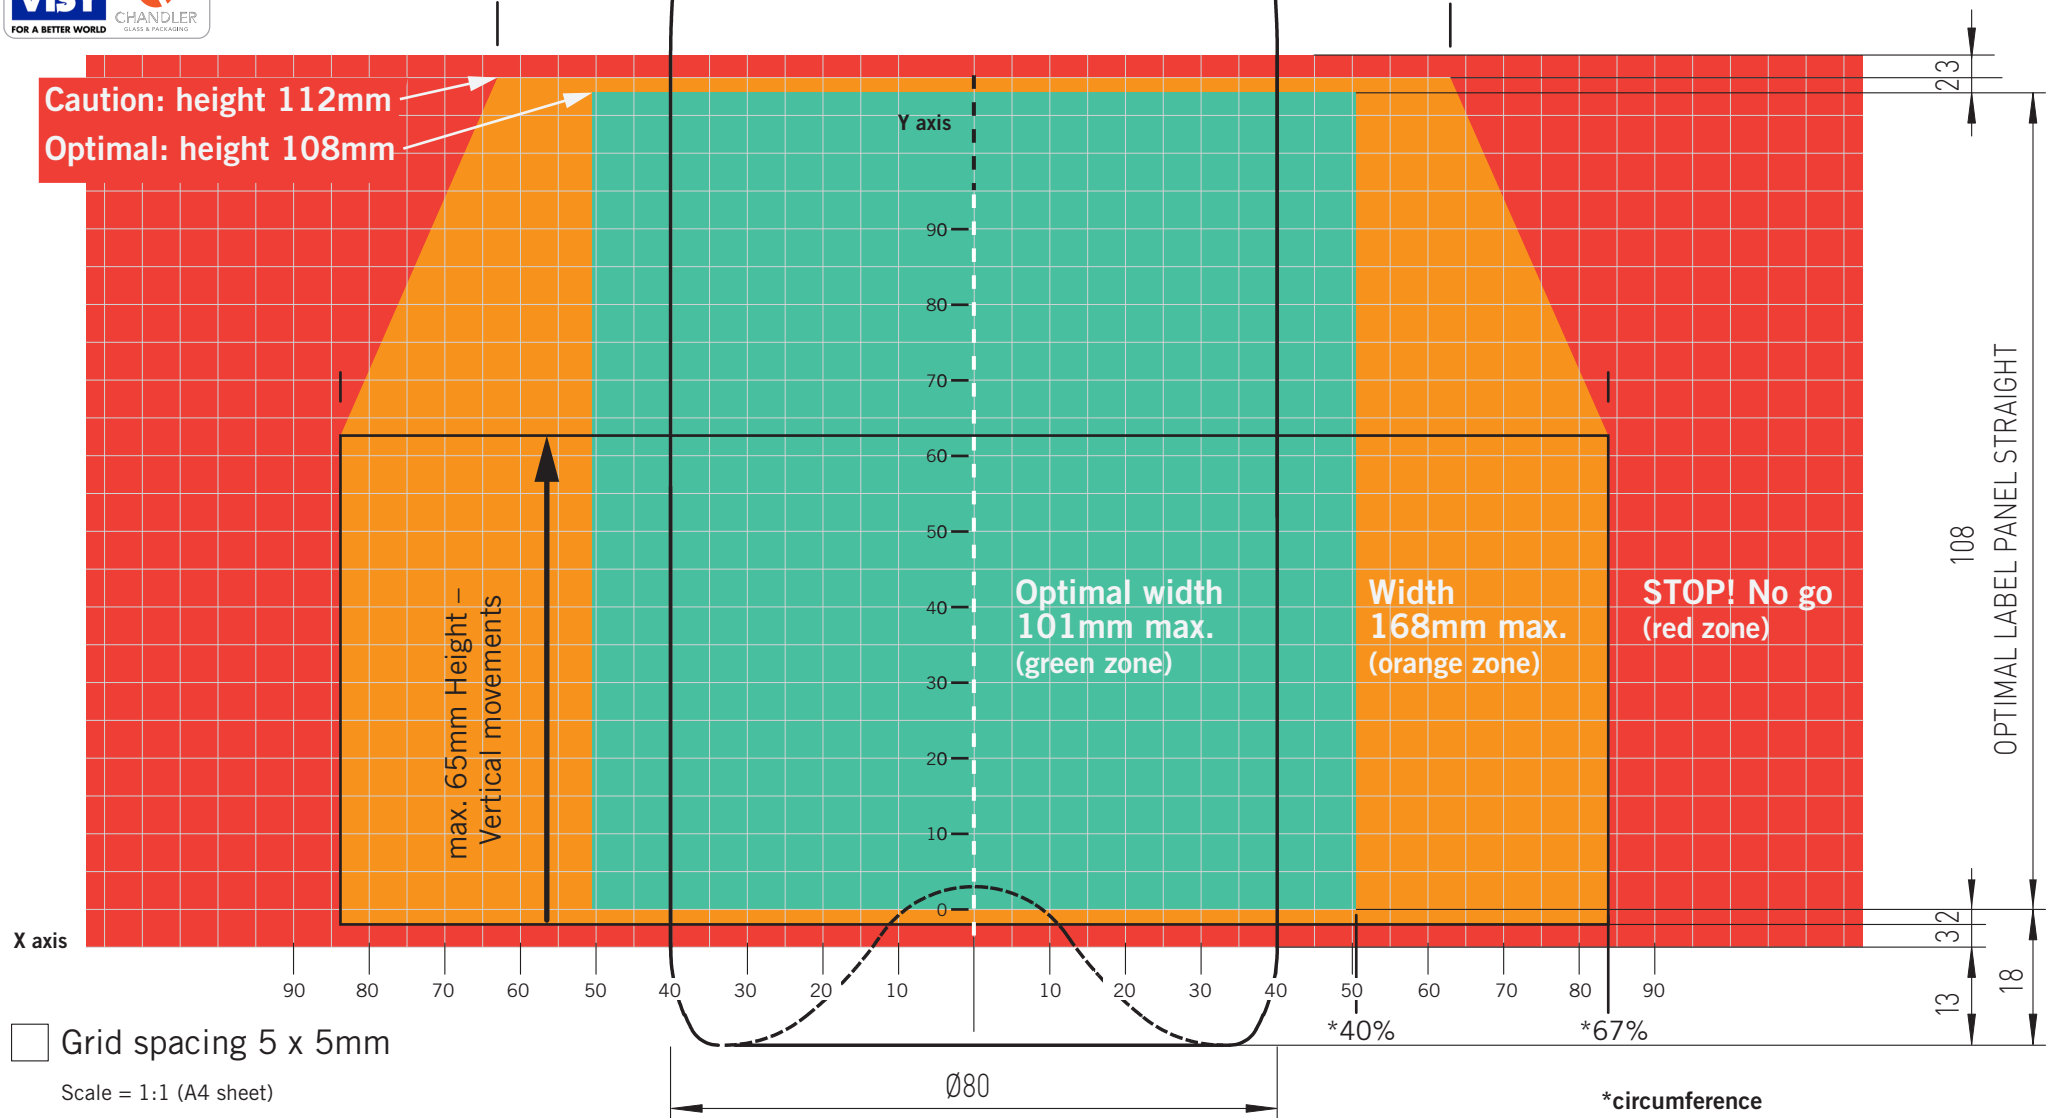 FOR A BETTER WORLD
CHANDLER
GLASS & PACKAGING
Caution: height 112mm
Optimal: height 108mm
Y axis
90
80
70
60
50
40
30
20
10
0
max. 65mm Height –
Vertical movements
Optimal width
101mm max.
(green zone)
Width
168mm max.
(orange zone)
STOP! No go
(red zone)
23
108
OPTIMAL LABEL PANEL STRAIGHT
32
13
18
X axis
90 80 70 60 50 40 30 20 10 10 20 30 40 50 60 70 80 90
*40% *67%
Grid spacing 5 x 5mm
Scale = 1:1 (A4 sheet)
Ø80
*circumference